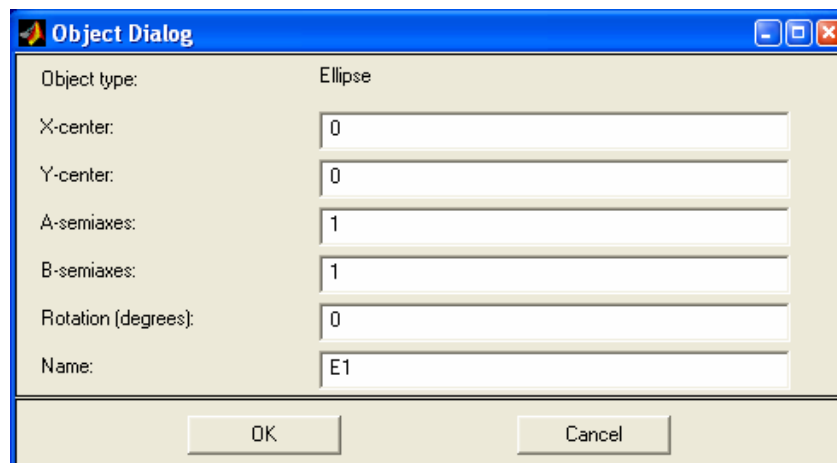 Object Dialog
Object type: Ellipse
X-center: 0
Y-center: 0
A-semiaxes: 1
B-semiaxes: 1
Rotation (degrees): 0
Name: E1
OK Cancel